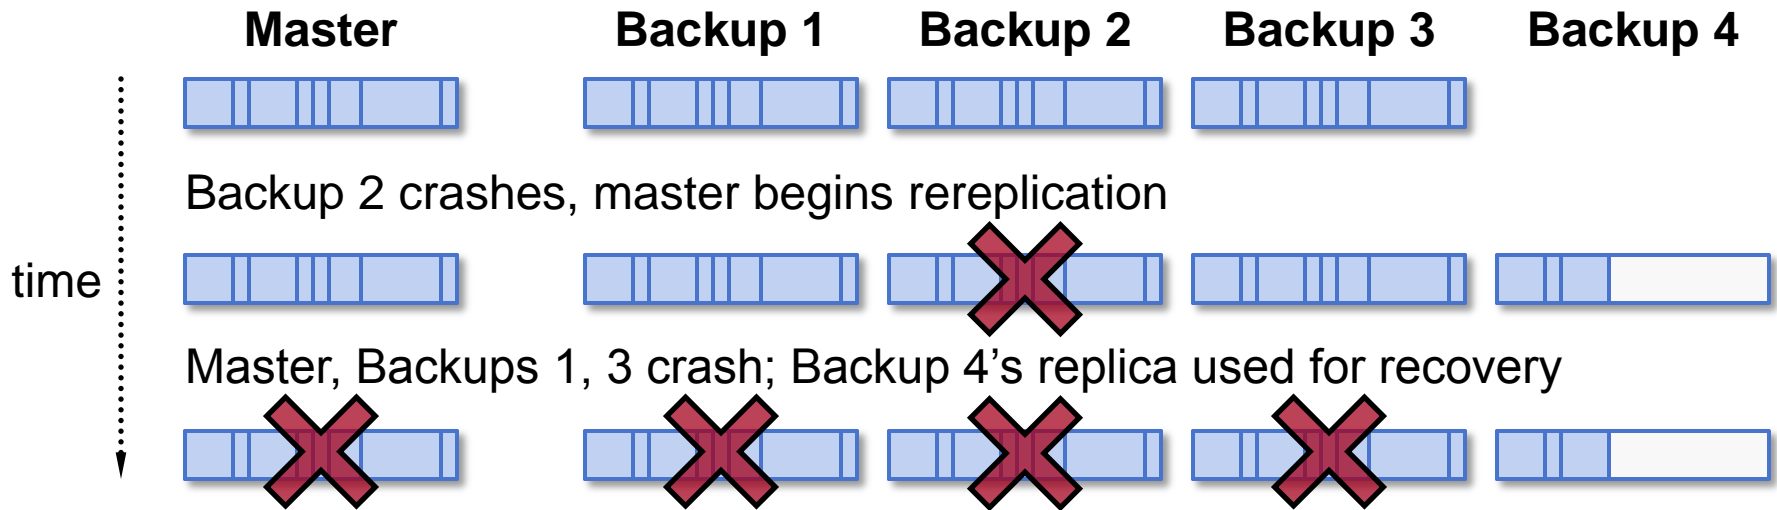 Master Backup 1 Backup 2 Backup 3 Backup 4
Backup 2 crashes, master begins rereplication
time
Master, Backups 1, 3 crash; Backup 4’s replica used for recovery